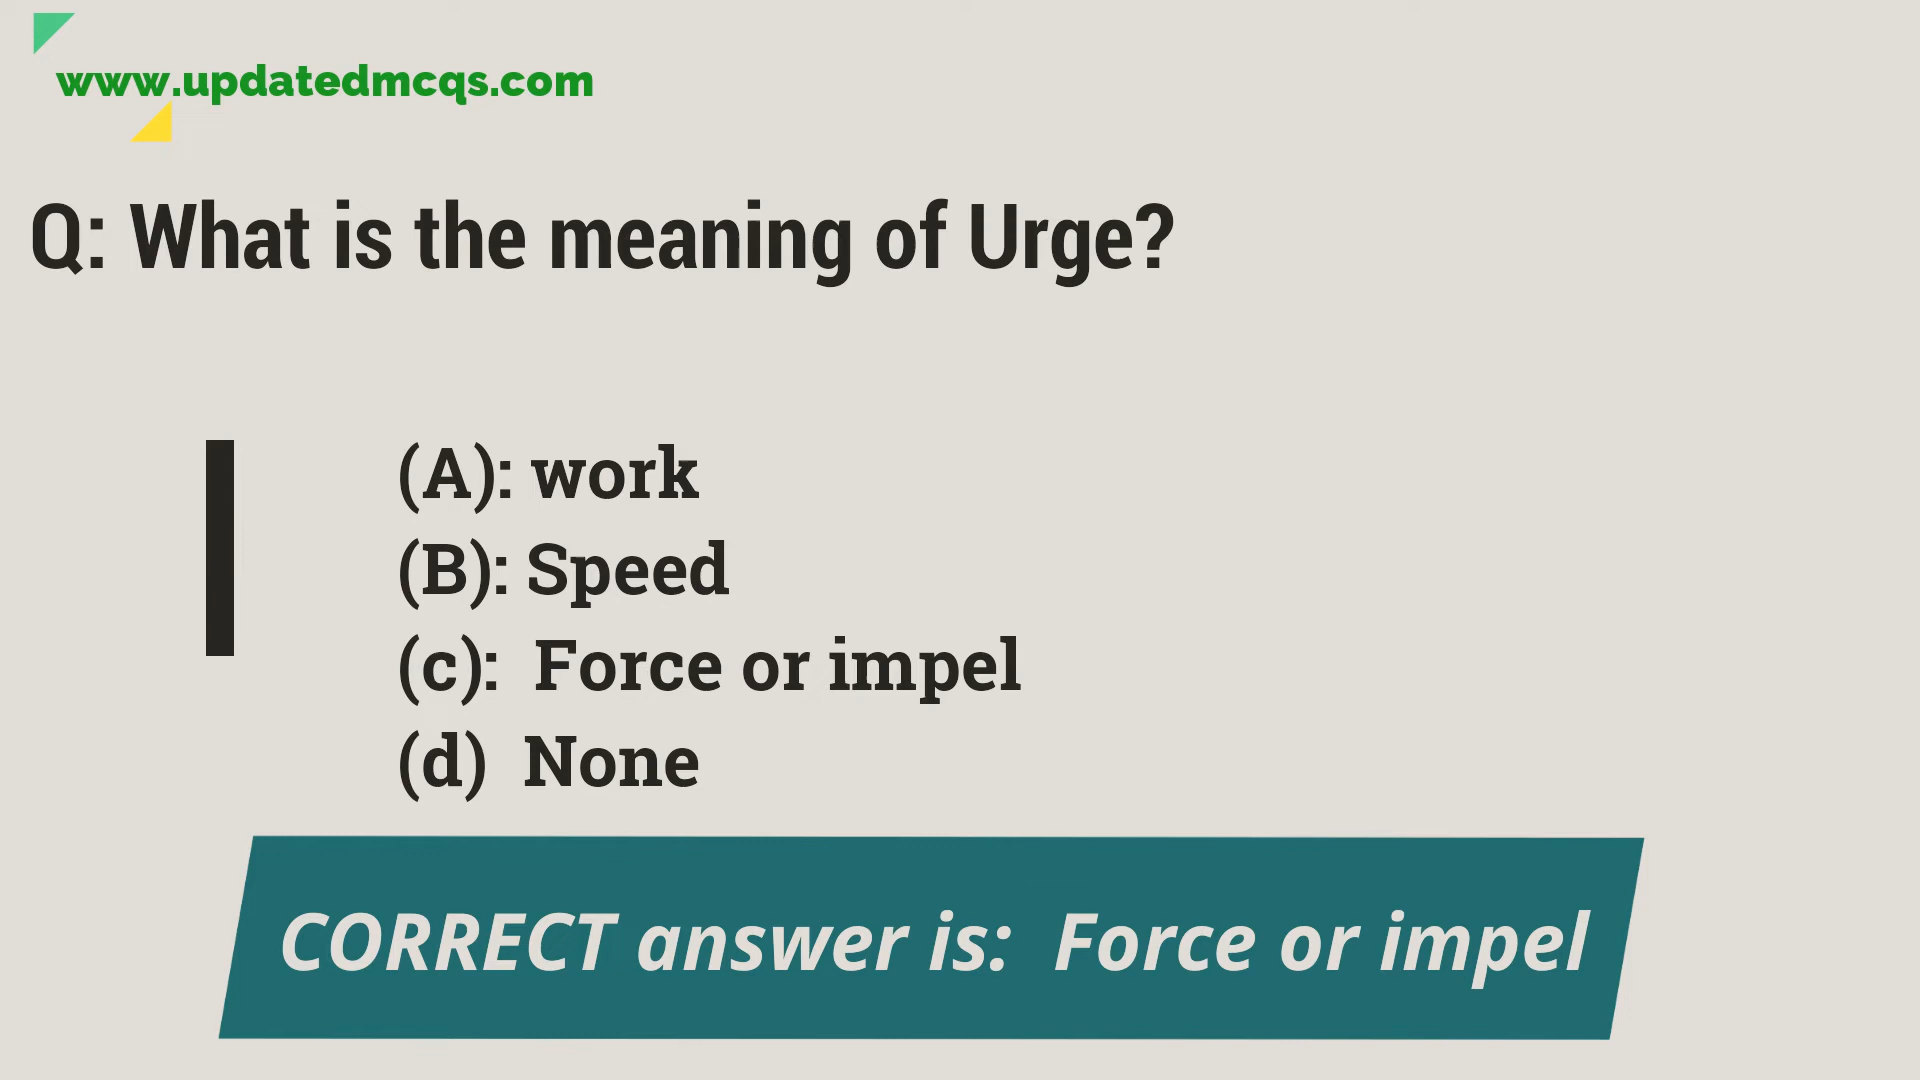 www.updatedmcqs.com
Q: What is the meaning of Urge?
(A): work
(B): Speed
(c): Force or impel
(d) None
CORRECT answer is: Force or impel